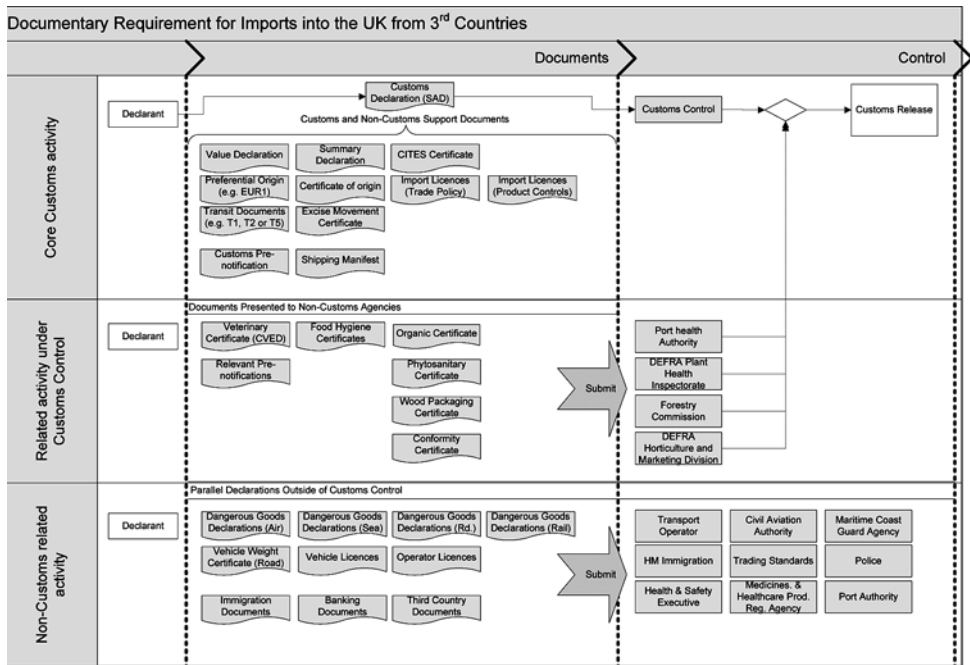 Documentary Requirement for Imports into the UK from 3rd Countries
Documents
Control
Core Customs activity
Declarant
Customs
Declaration (SAD)
Customs and Non-Customs Support Documents
Customs Control
Customs Release
Value Declaration
Summary
Declaration
CITES Certificate
Preferential Origin
(e.g. EUR1)
Certificate of origin
Import Licences
(Trade Policy)
Import Licences
(Product Controls)
Transit Documents
(e.g. T1, T2 or T5)
Excise Movement
Certificate
Customs Pre-
notification
Shipping Manifest
Related activity under
Customs Control
Documents Presented to Non-Customs Agencies
Declarant
Veterinary
Certificate (CVED)
Food Hygiene
Certificates
Organic Certificate
Relevant Pre-
notifications
Phytosanitary
Certificate
Wood Packaging
Certificate
Conformity
Certificate
Submit
Port health
Authority
DEFRA Plant
Health
Inspectorate
Forestry
Commission
DEFRA
Horticulture and
Marketing Division
Non-Customs related
activity
Parallel Declarations Outside of Customs Control
Declarant
Dangerous Goods
Declarations (Air)
Dangerous Goods
Declarations (Sea)
Dangerous Goods
Declarations (Rd.)
Dangerous Goods
Declarations (Rail)
Vehicle Weight
Certificate (Road)
Vehicle Licences
Operator Licences
Immigration
Documents
Banking
Documents
Third Country
Documents
Submit
Transport
Operator
Civil Aviation
Authority
Maritime Coast
Guard Agency
HM Immigration
Trading Standards
Police
Health & Safety
Executive
Medicines. &
Healthcare Prod.
Reg. Agency
Port Authority